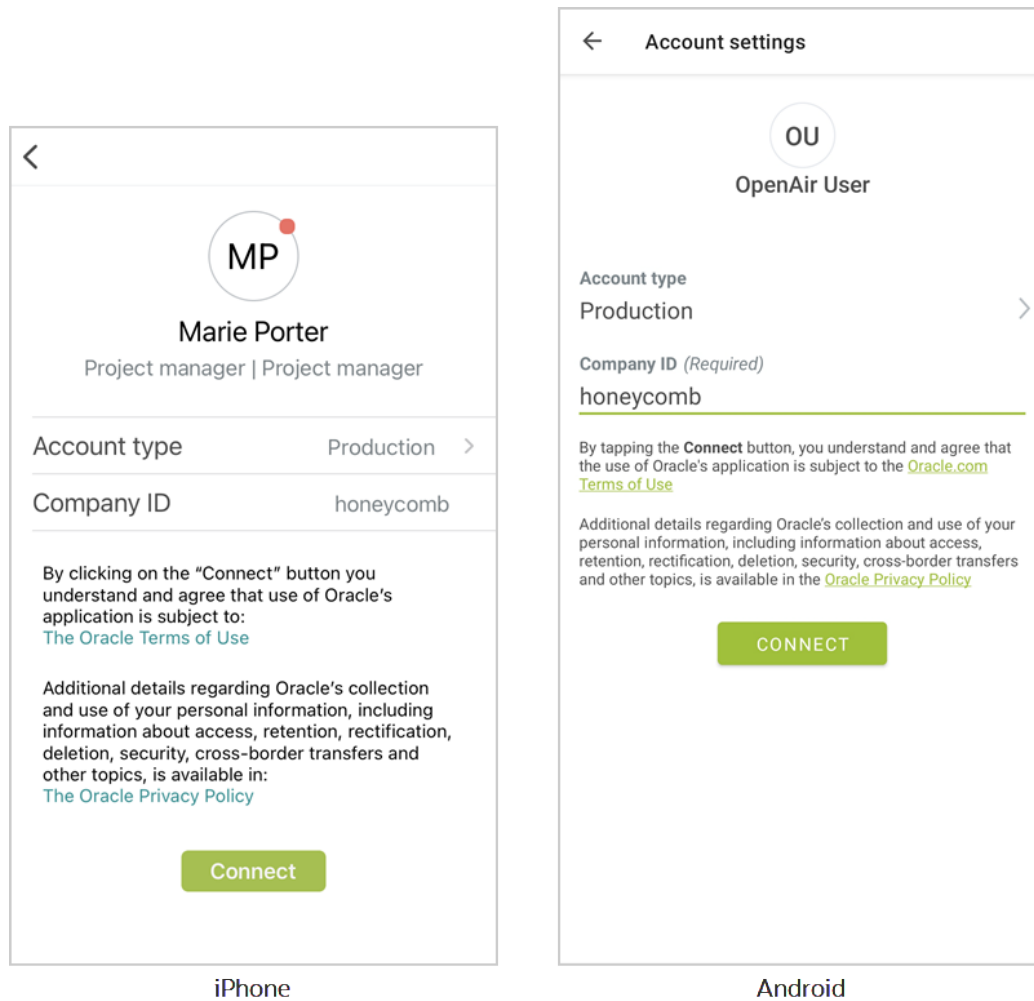 MP
Marie Porter
Project manager | Project manager
Account type Production
Company ID honeycomb
By clicking on the “Connect” button you
understand and agree that use of Oracle’s
application is subject to:
The Oracle Terms of Use
Additional details regarding Oracle’s collection
and use of your personal information, including
information about access, retention, rectification,
deletion, security, cross-border transfers and
other topics, is available in:
The Oracle Privacy Policy
Connect
iPhone
Account settings
OU
OpenAir User
Account type
Production
Company ID (Required)
honeycomb
By tapping the Connect button, you understand and agree that
the use of Oracle's application is subject to the Oracle.com
Terms of Use
Additional details regarding Oracle’s collection and use of your
personal information, including information about access,
retention, rectification, deletion, security, cross-border transfers
and other topics, is available in the Oracle Privacy Policy
CONNECT
Android